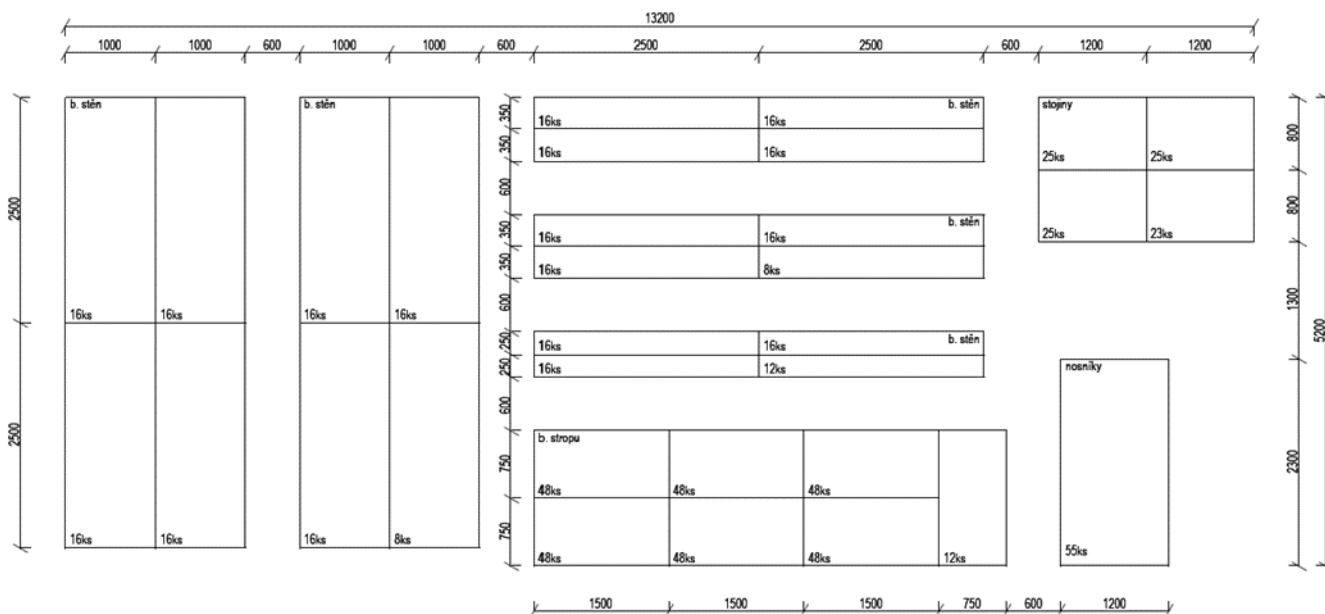 13200
1000 1000 600 1000 1000 600 2500 2500 600 1200 1200
b. stěn b. stěn b. stěn stojiny
350 16ks 16ks 800
25ks 25ks
350 16ks 16ks
600 800
2500 350 16ks 16ks b. stěn 25ks 23ks
350 16ks 8ks
600 1300 5200
16ks 16ks 16ks 16ks
250 16ks 16ks b. stěn
250 16ks 12ks nosníky
600
2500 b. stropu 2300
750 48ks 48ks 48ks
750
16ks 16ks 16ks 8ks 48ks 48ks 48ks 12ks 55ks
1500 1500 1500 750 600 1200